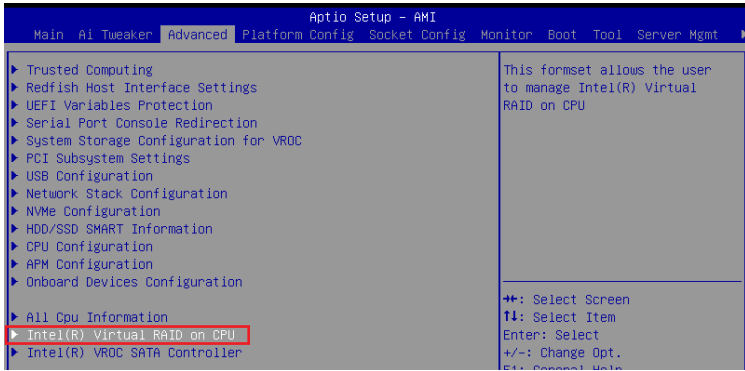 Aptio Setup – AMI
Main Ai Tweaker Advanced Platform Config Socket Config Monitor Boot Tool Server Mgmt
Trusted Computing
Redfish Host Interface Settings
UEFI Variables Protection
Serial Port Console Redirection
System Storage Configuration for VROC
PCI Subsystem Settings
USB Configuration
Network Stack Configuration
NVMe Configuration
HDD/SSD SMART Information
CPU Configuration
APM Configuration
Onboard Devices Configuration
All Cpu Information
Intel(R) Virtual RAID on CPU
Intel(R) VROC SATA Controller
This formset allows the user
to manage Intel(R) Virtual
RAID on CPU
→←: Select Screen
↑↓: Select Item
Enter: Select
+/-: Change Opt.
F1: General Help